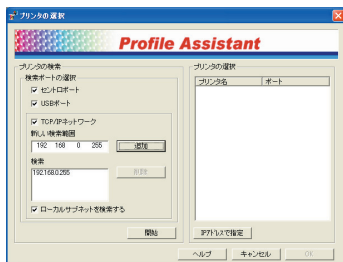 プリンタの選択
Profile Assistant
プリンタの検索
検索ポートの選択
セントロポート
USBポート
TCP/IPネットワーク
新しい検索範囲
192 168 0 255
追加
検索
192.168.0.255
削除
ローカルサブネットを検索する
開始
プリンタの選択
プリンタ名 ポート
IPアドレスで指定
ヘルプ キャンセル OK